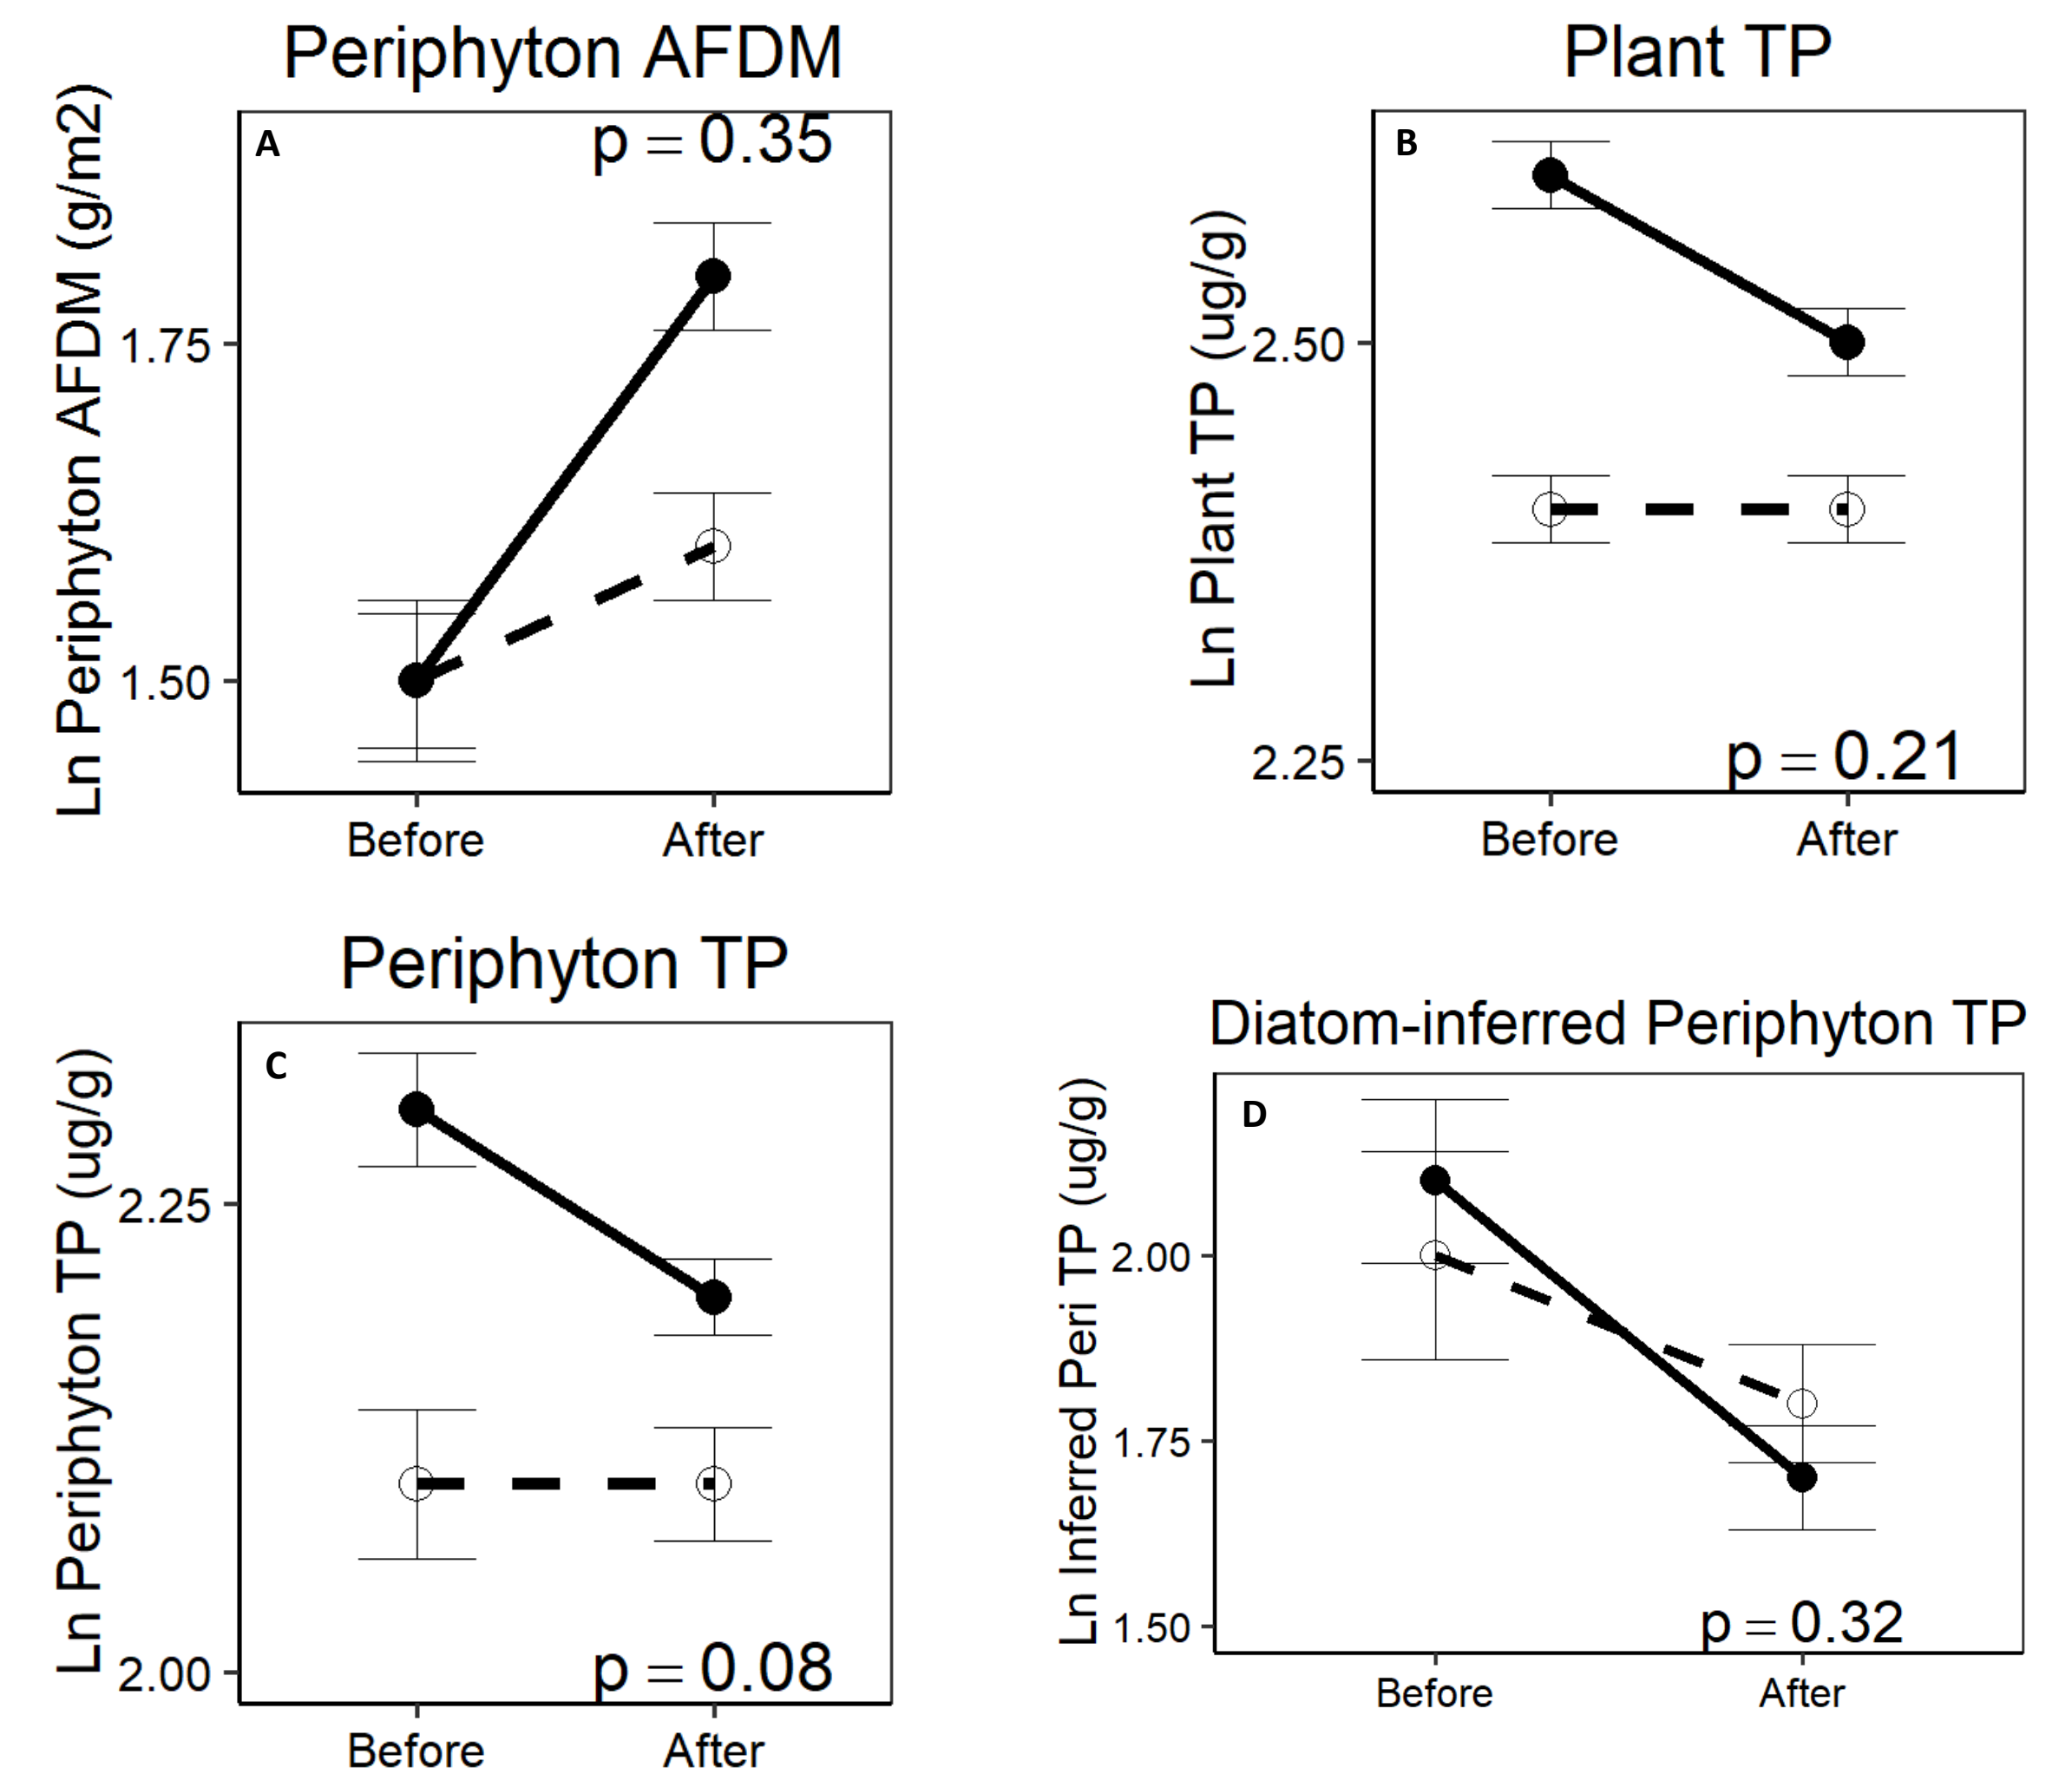 Periphyton AFDM
A
p = 0.35
Ln Periphyton AFDM (g/m2)
1.75
1.50
Before After
Plant TP
B
Ln Plant TP (ug/g)
2.50
2.25
p = 0.21
Before After
Periphyton TP
C
Ln Periphyton TP (ug/g)
2.25
2.00
p = 0.08
Before After
Diatom-inferred Periphyton TP
D
Ln Inferred Peri TP (ug/g)
2.00
1.75
1.50
p = 0.32
Before After